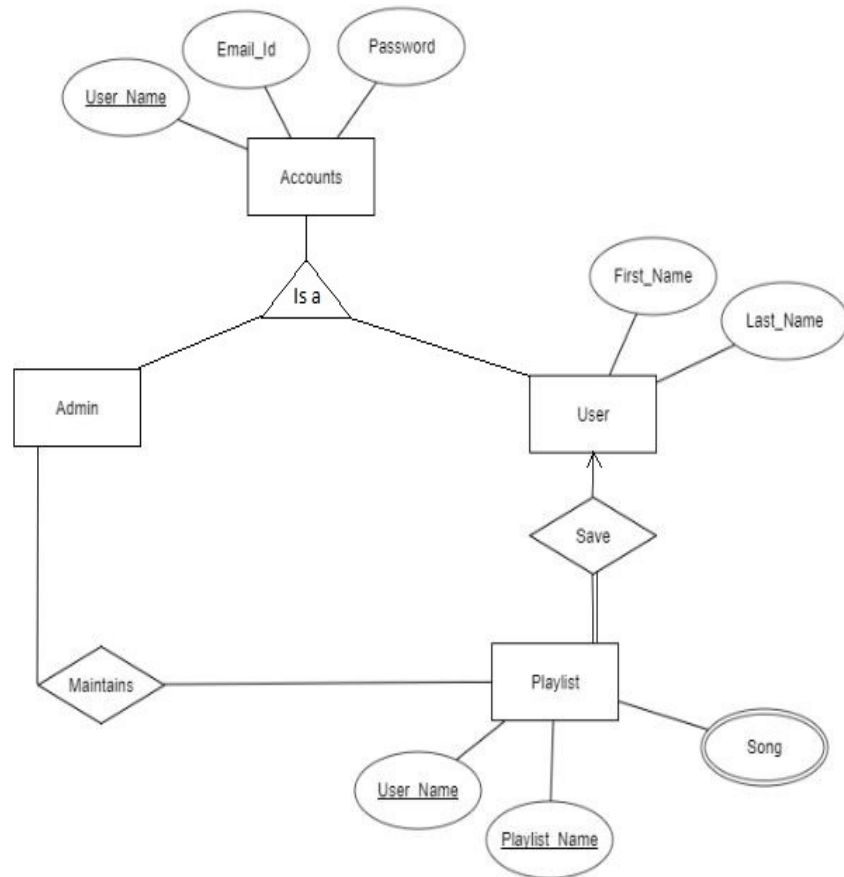 Email_Id
Password
User_Name
Accounts
First_Name
Is a
Last_Name
Admin
User
Save
Maintains
Playlist
Song
User_Name
Playlist_Name